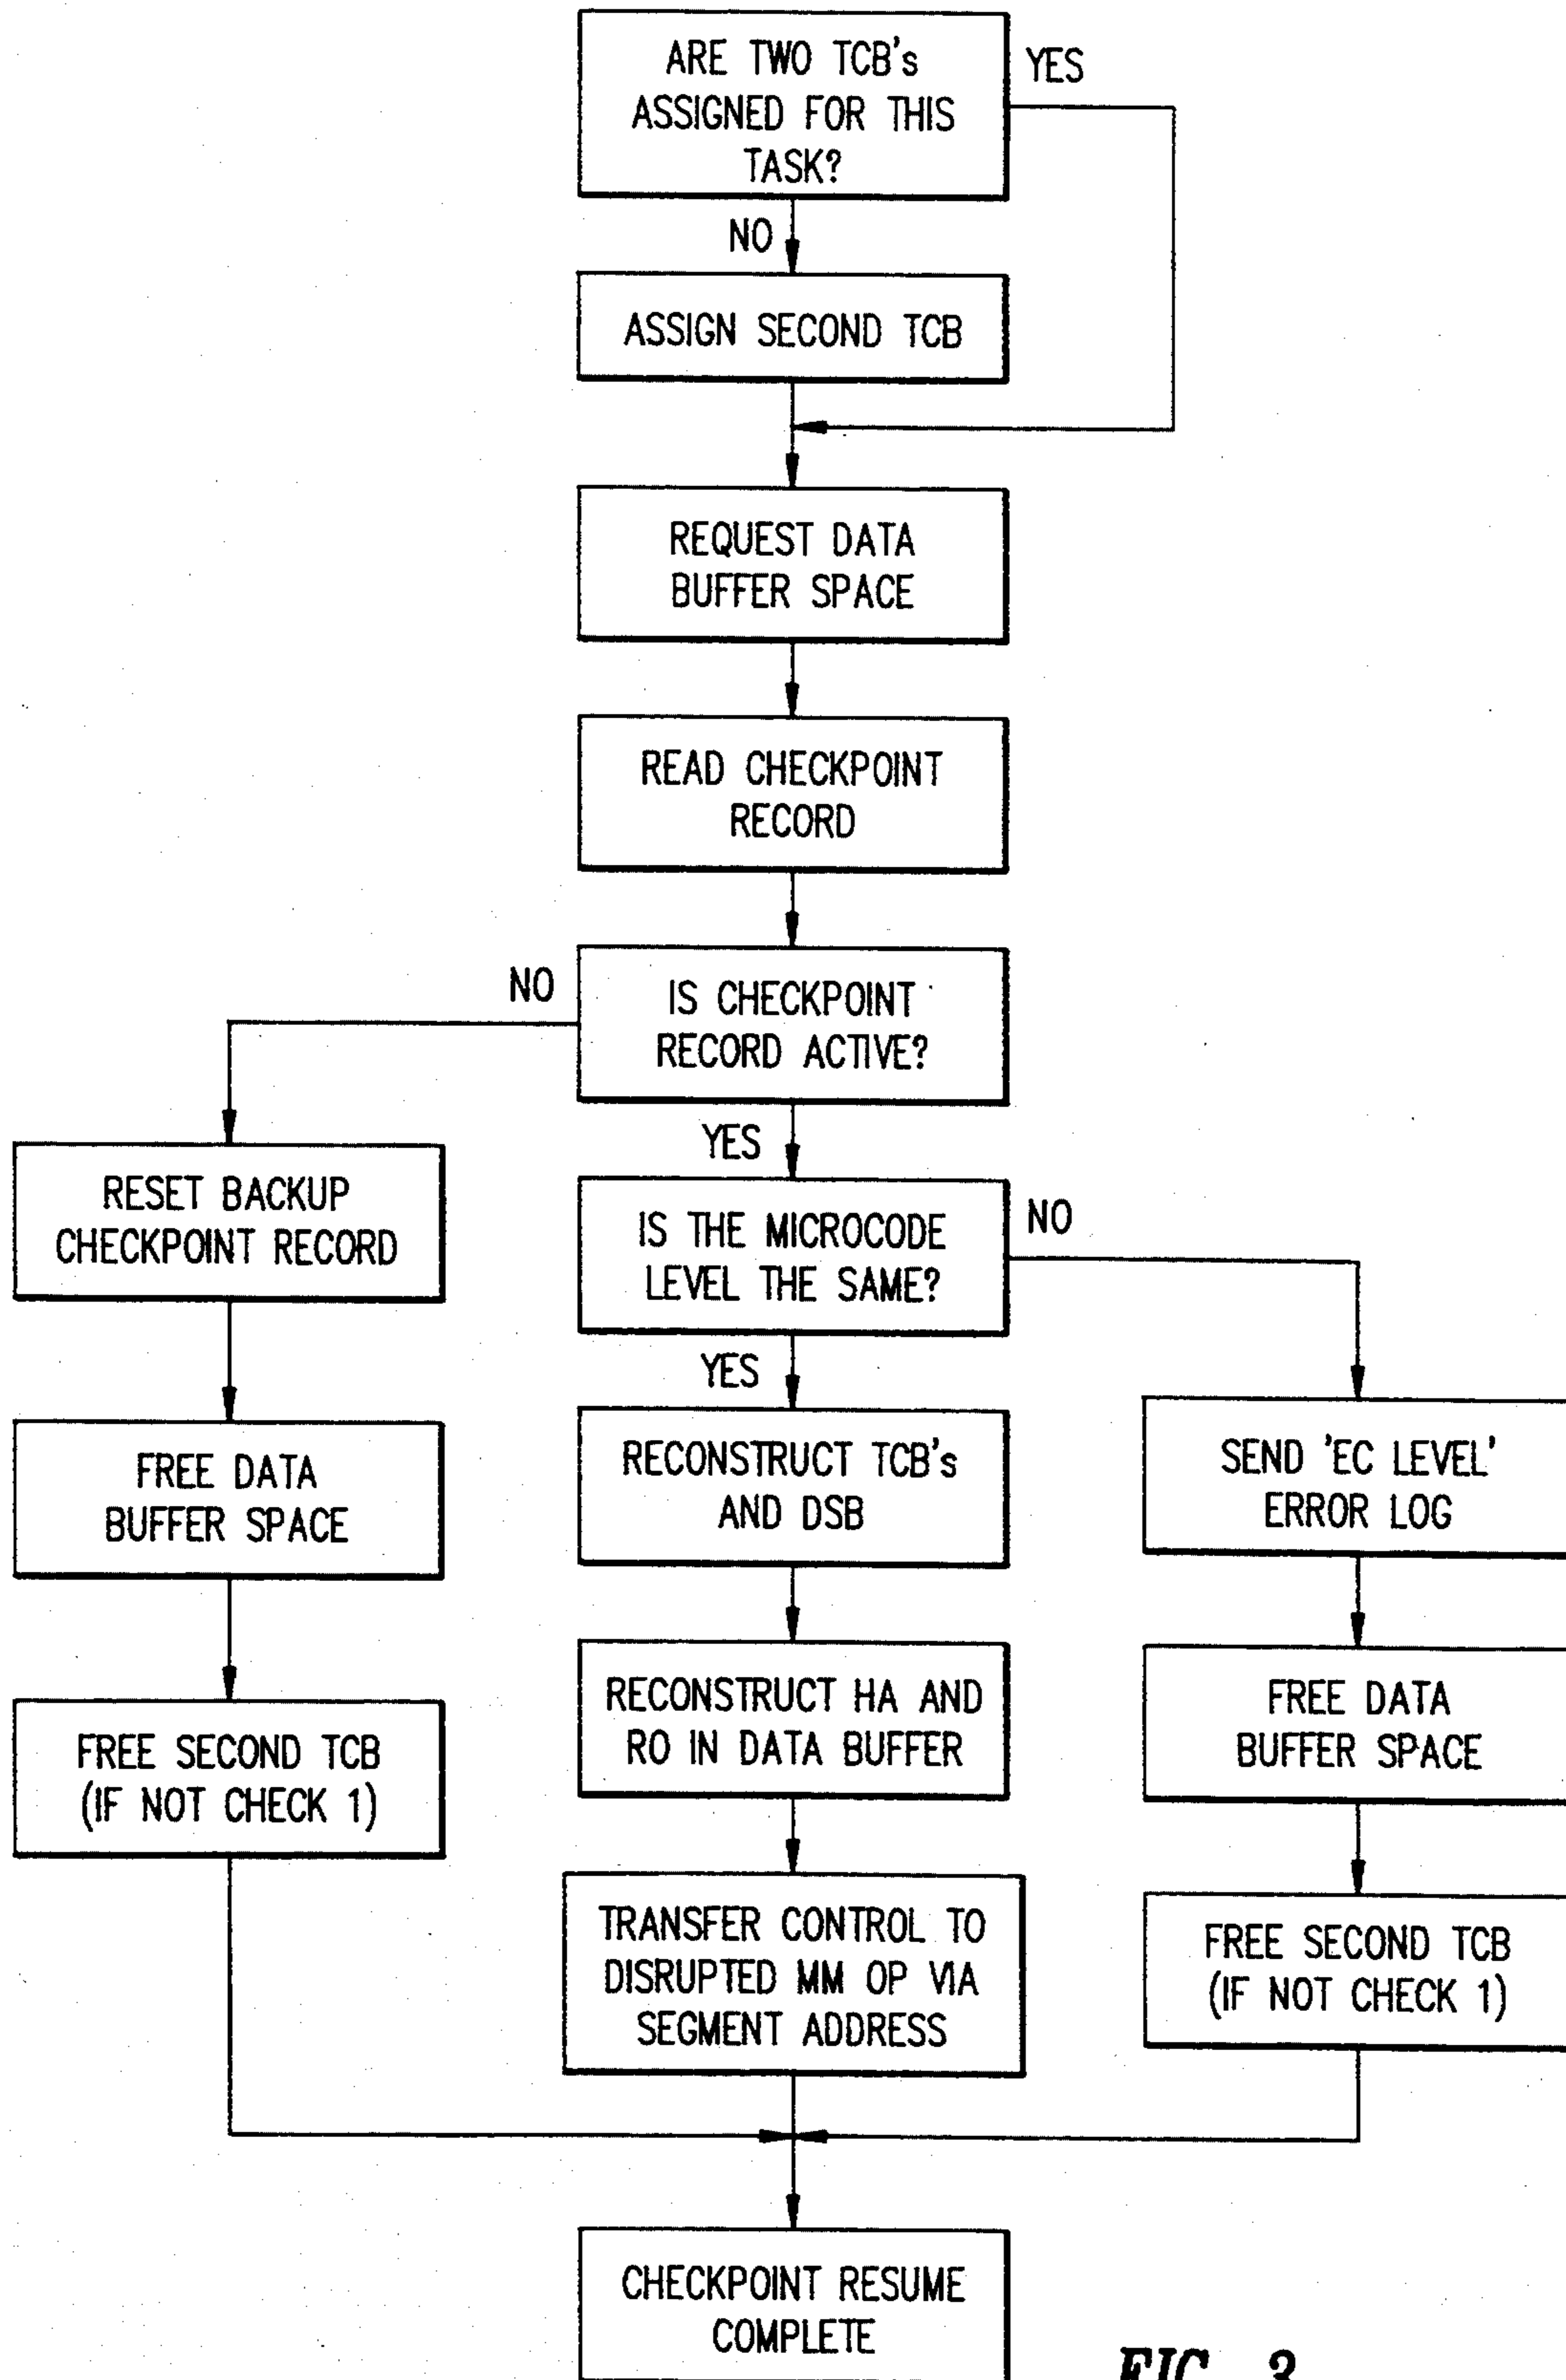 ARE TWO TCB's
ASSIGNED FOR THIS
TASK?
YES
NO
ASSIGN SECOND TCB
REQUEST DATA
BUFFER SPACE
READ CHECKPOINT
RECORD
NO
IS CHECKPOINT
RECORD ACTIVE?
YES
RESET BACKUP
CHECKPOINT RECORD
IS THE MICROCODE
LEVEL THE SAME?
NO
YES
FREE DATA
BUFFER SPACE
RECONSTRUCT TCB's
AND DSB
SEND 'EC LEVEL'
ERROR LOG
FREE SECOND TCB
(IF NOT CHECK 1)
RECONSTRUCT HA AND
RO IN DATA BUFFER
FREE DATA
BUFFER SPACE
TRANSFER CONTROL TO
DISRUPTED MM OP VIA
SEGMENT ADDRESS
FREE SECOND TCB
(IF NOT CHECK 1)
CHECKPOINT RESUME
COMPLETE
FIG. 3